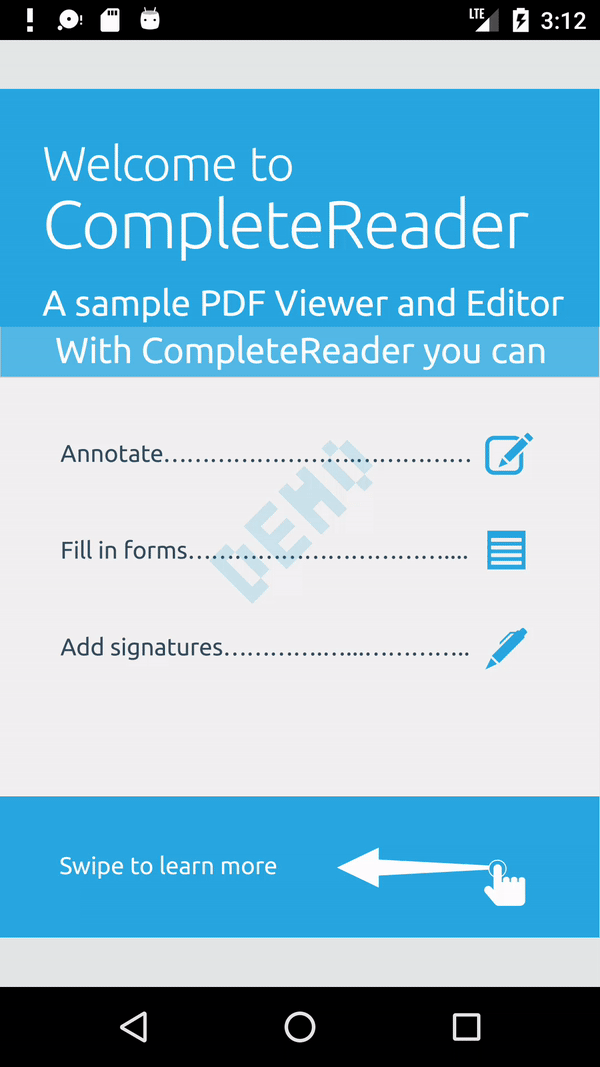 LTE 3:12
Welcome to
CompleteReader
A sample PDF Viewer and Editor
With CompleteReader you can
Annotate……………………………………
DEMO
Fill in forms…………………………….....
Add signatures…………..…...…………..
Swipe to learn more